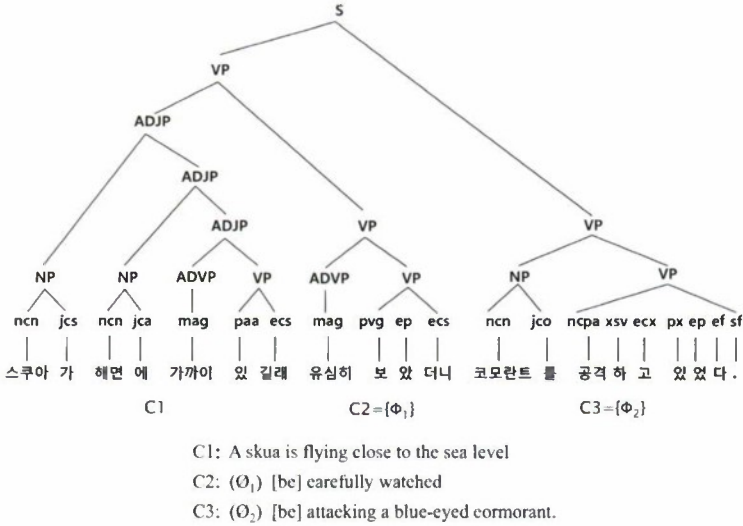 S
VP
ADJP
ADJP
ADJP VP VP
NP NP ADVP VP ADVP VP NP VP
ncn jcs ncn jca mag paa ecs mag pvg ep ecs ncn jco ncpa xsv ecx px ep ef sf
스쿠아 가 해면 에 가까이 있 길래 유심히 보 았 더니 코모란트 를 공격 하 고 있 었 다 .
C1 C2={Φ₁} C3={Φ₂}
C1: A skua is flying close to the sea level
C2: (Ø₁) [be] carefully watched
C3: (Ø₂) [be] attacking a blue-eyed cormorant.